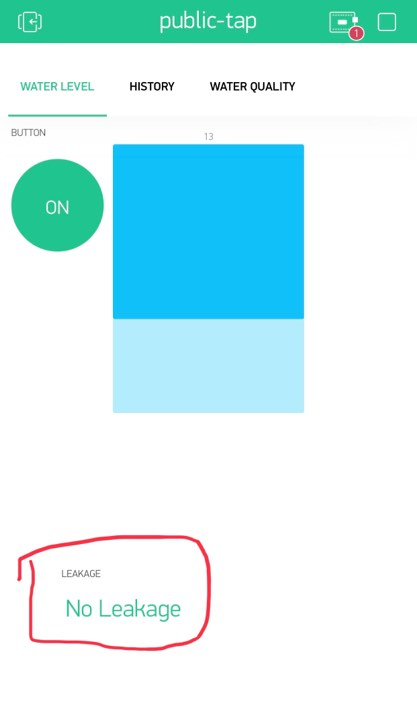 public-tap
1
WATER LEVEL HISTORY WATER QUALITY
BUTTON
13
ON
LEAKAGE
No Leakage